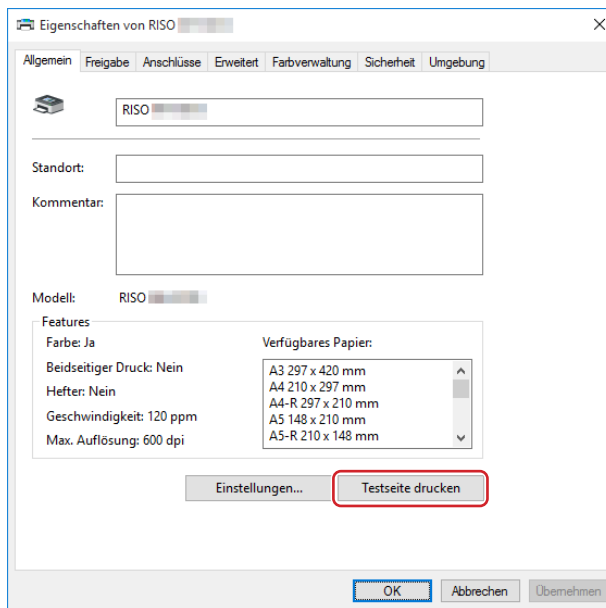 Eigenschaften von RISO
Allgemein Freigabe Anschlüsse Erweitert Farbverwaltung Sicherheit Umgebung
RISO
Standort:
Kommentar:
Modell: RISO
Features
Farbe: Ja
Verfügbares Papier:
Beidseitiger Druck: Nein
Hefter: Nein
Geschwindigkeit: 120 ppm
Max. Auflösung: 600 dpi
A3 297 x 420 mm
A4 210 x 297 mm
A4-R 297 x 210 mm
A5 148 x 210 mm
A5-R 210 x 148 mm
Einstellungen... Testseite drucken
OK Abbrechen Übernehmen